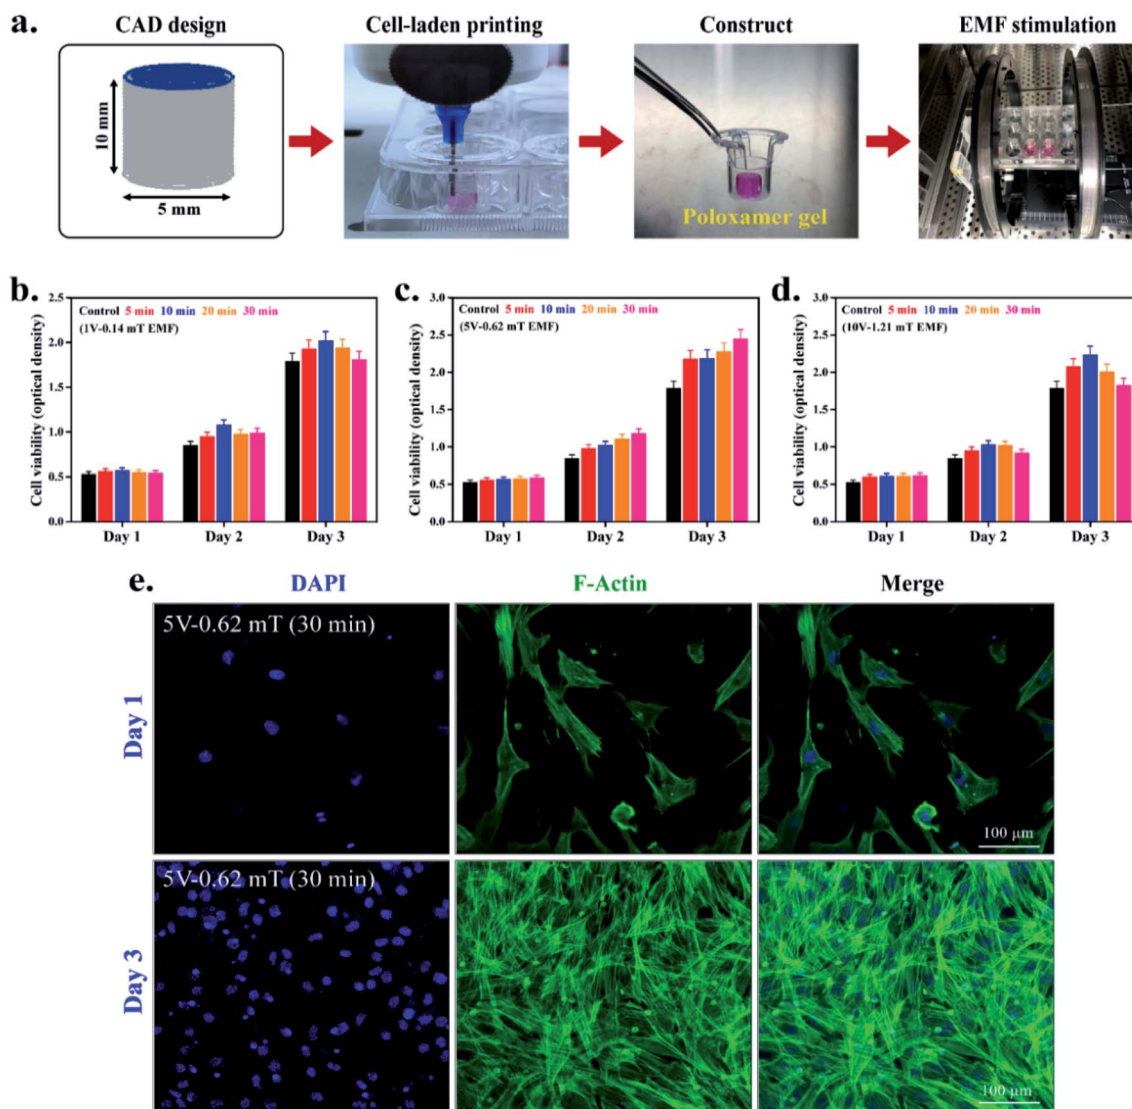 a.
CAD design
Cell-laden printing
Construct
EMF stimulation
10 mm
5 mm
Poloxamer gel
b.
Control 5 min 10 min 20 min 30 min
(1V-0.14 mT EMF)
Cell viability (optical density)
2.5
2.0
1.5
1.0
0.5
0.0
Day 1 Day 2 Day 3
c.
Control 5 min 10 min 20 min 30 min
(5V-0.62 mT EMF)
Cell viability (optical density)
3.0
2.5
2.0
1.5
1.0
0.5
0.0
Day 1 Day 2 Day 3
d.
Control 5 min 10 min 20 min 30 min
(10V-1.21 mT EMF)
Cell viability (optical density)
3.0
2.5
2.0
1.5
1.0
0.5
0.0
Day 1 Day 2 Day 3
e.
DAPI
F-Actin
Merge
Day 1
5V-0.62 mT (30 min)
100 μm
Day 3
5V-0.62 mT (30 min)
100 μm